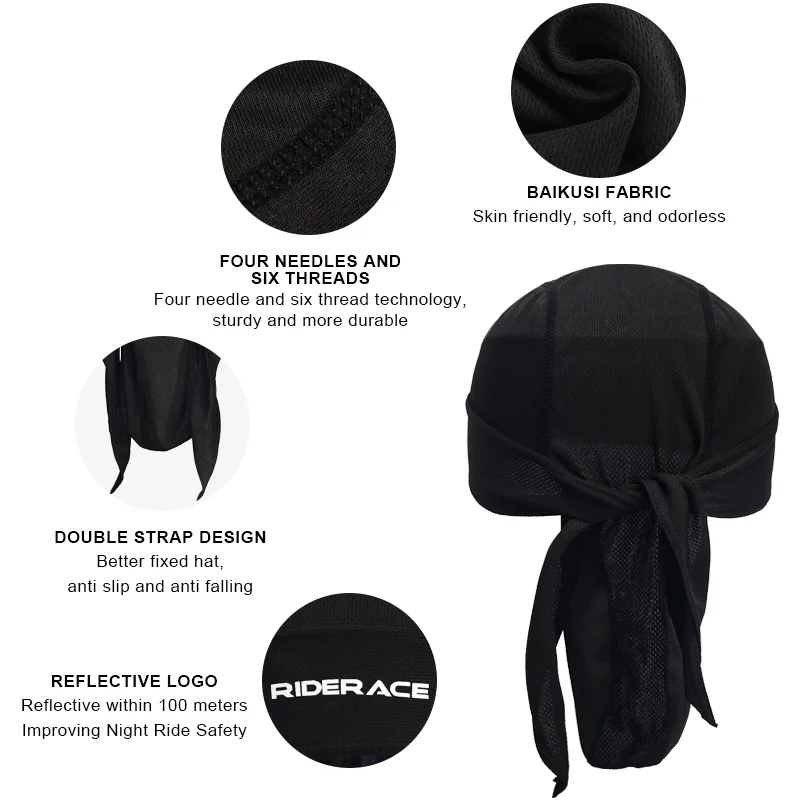 BAIKUSI FABRIC
Skin friendly, soft, and odorless
FOUR NEEDLES AND
SIX THREADS
Four needle and six thread technology,
sturdy and more durable
DOUBLE STRAP DESIGN
Better fixed hat,
anti slip and anti falling
REFLECTIVE LOGO
Reflective within 100 meters
Improving Night Ride Safety
RIDERACE